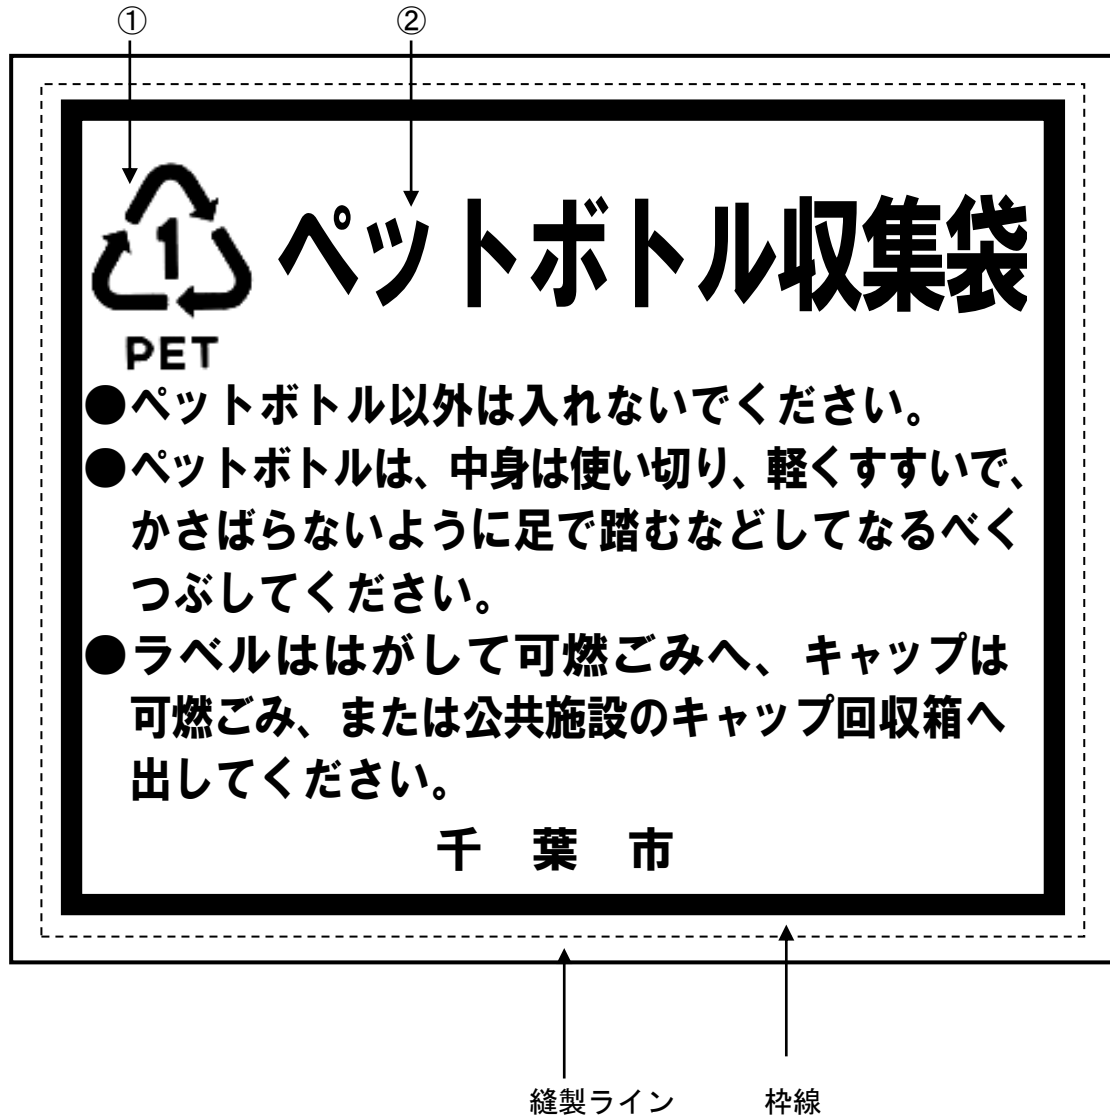 ① ②
1
PET
ペットボトル収集袋
●ペットボトル以外は入れないでください。
●ペットボトルは、中身は使い切り、軽くすすいで、
かさばらないように足で踏むなどしてなるべく
つぶしてください。
●ラベルははがして可燃ごみへ、キャップは
可燃ごみ、または公共施設のキャップ回収箱へ
出してください。
千 葉 市
縫製ライン 枠線